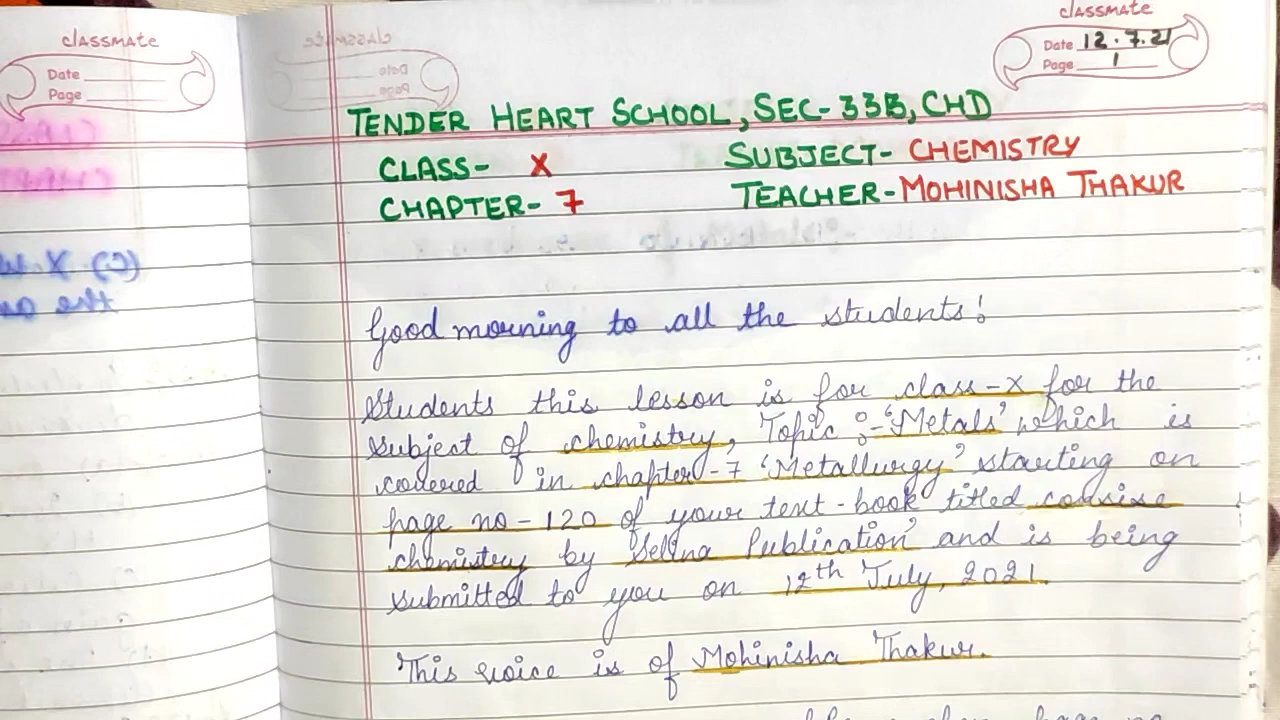 classmate
Date
Page
classmate
Date 12.7.21
Page 1
TENDER HEART SCHOOL, SEC-33B, CHD
CLASS- X SUBJECT- CHEMISTRY
CHAPTER- 7 TEACHER- MOHINISHA THAKUR
Good morning to all the students!
Students this lesson is for class-X for the
subject of chemistry, Topic :- 'Metals' which is
covered in chapter-7 'Metallurgy' starting on
page no-120 of your text-book titled consise
chemistry by 'Selina Publication' and is being
submitted to you on 12th July, 2021.
This voice is of Mohinisha Thakur.